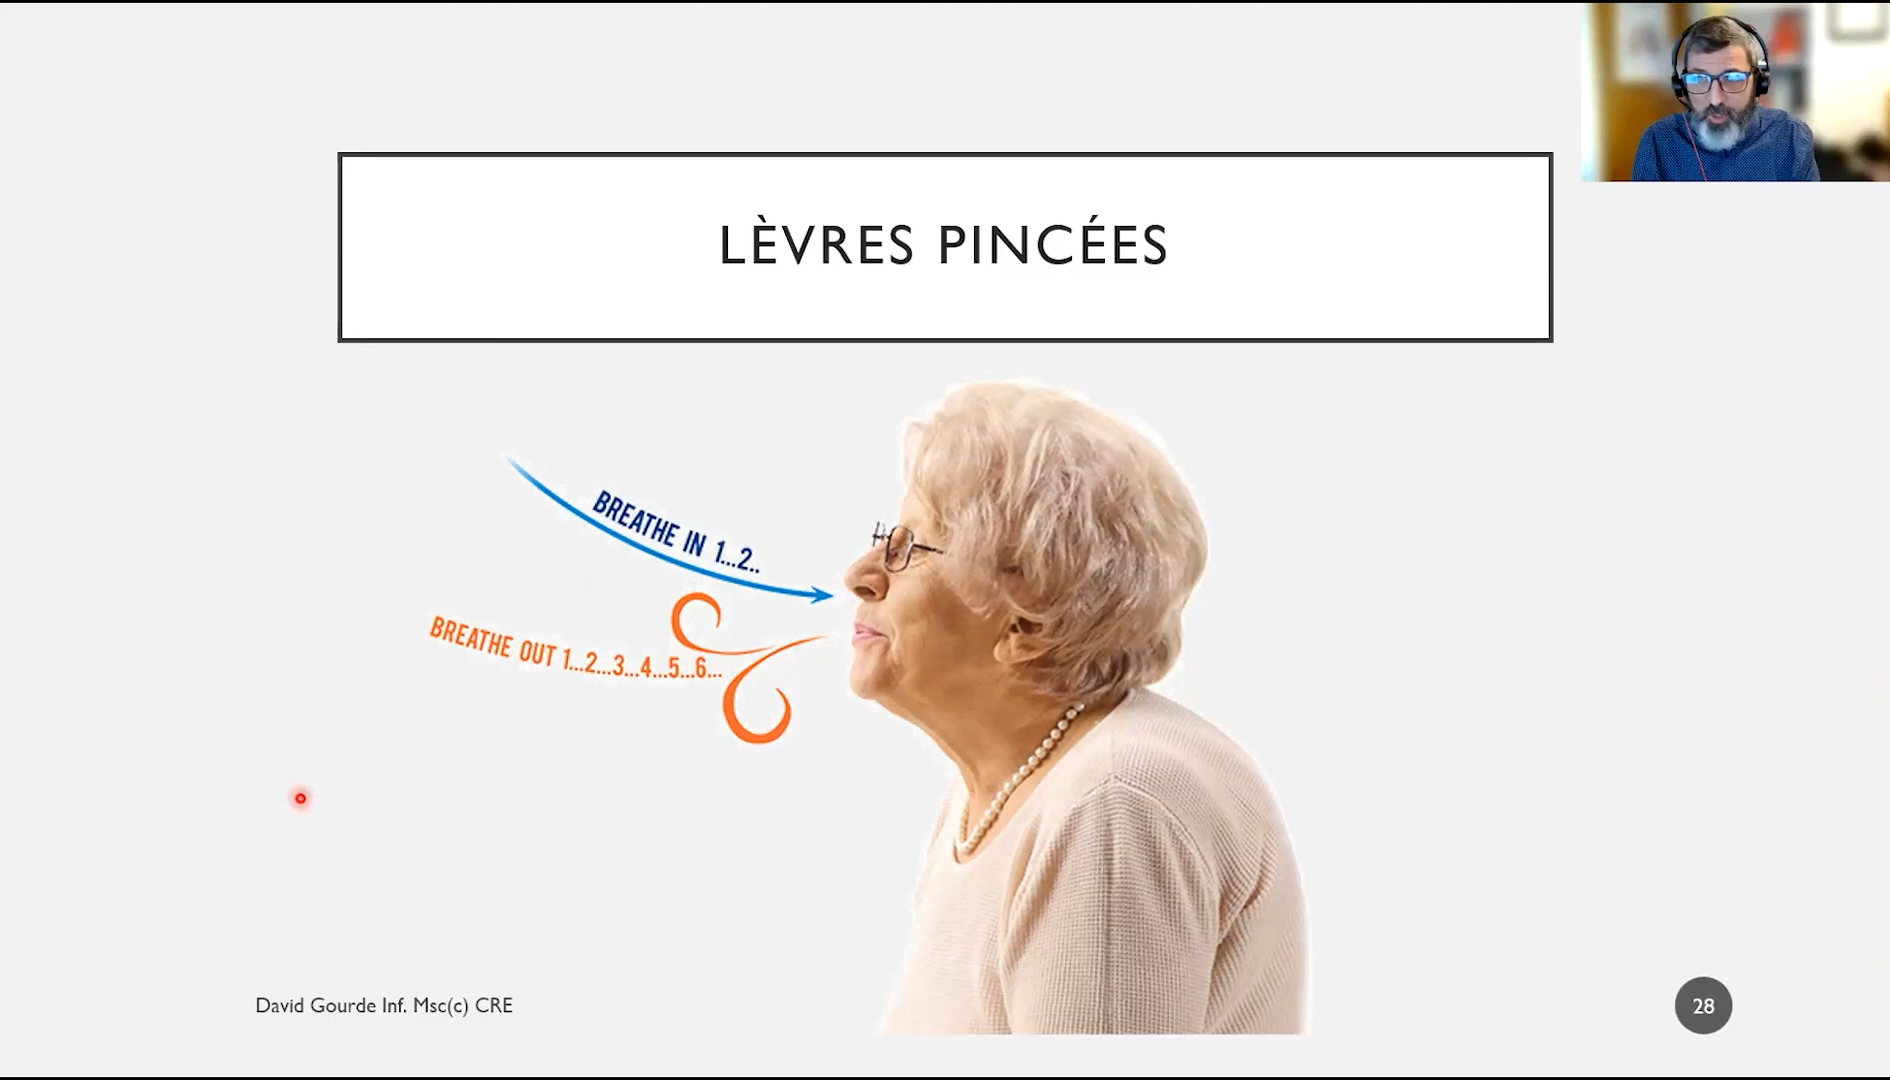 LÈVRES PINCÉES
BREATHE IN 1...2..
BREATHE OUT 1...2...3...4...5...6...
David Gourde Inf. Msc(c) CRE
28